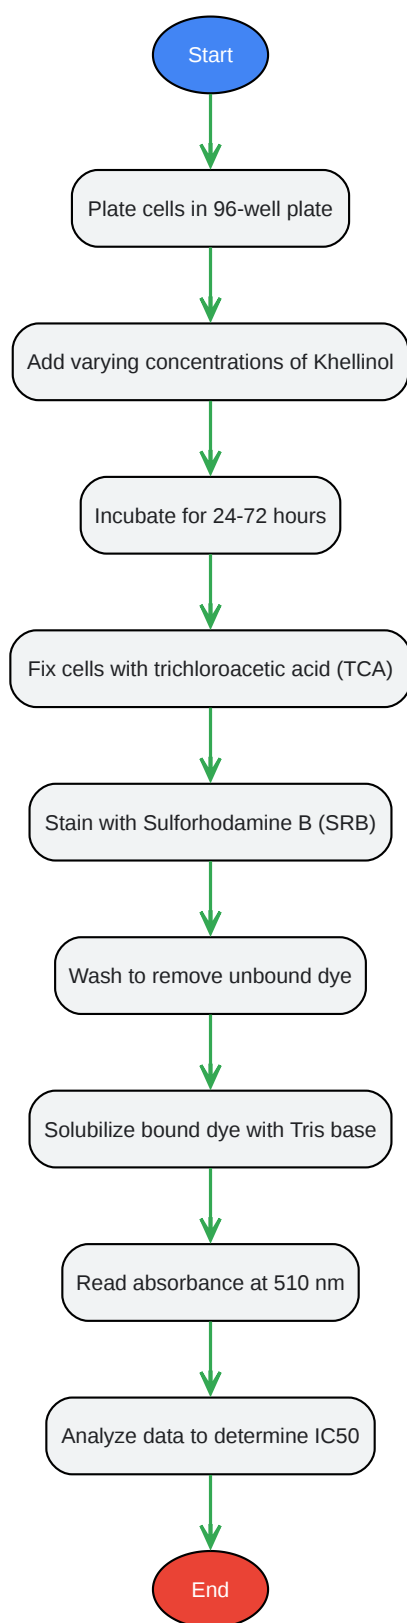 Start
Plate cells in 96-well plate
Add varying concentrations of Khellinol
Incubate for 24-72 hours
Fix cells with trichloroacetic acid (TCA)
Stain with Sulforhodamine B (SRB)
Wash to remove unbound dye
Solubilize bound dye with Tris base
Read absorbance at 510 nm
Analyze data to determine IC50
End